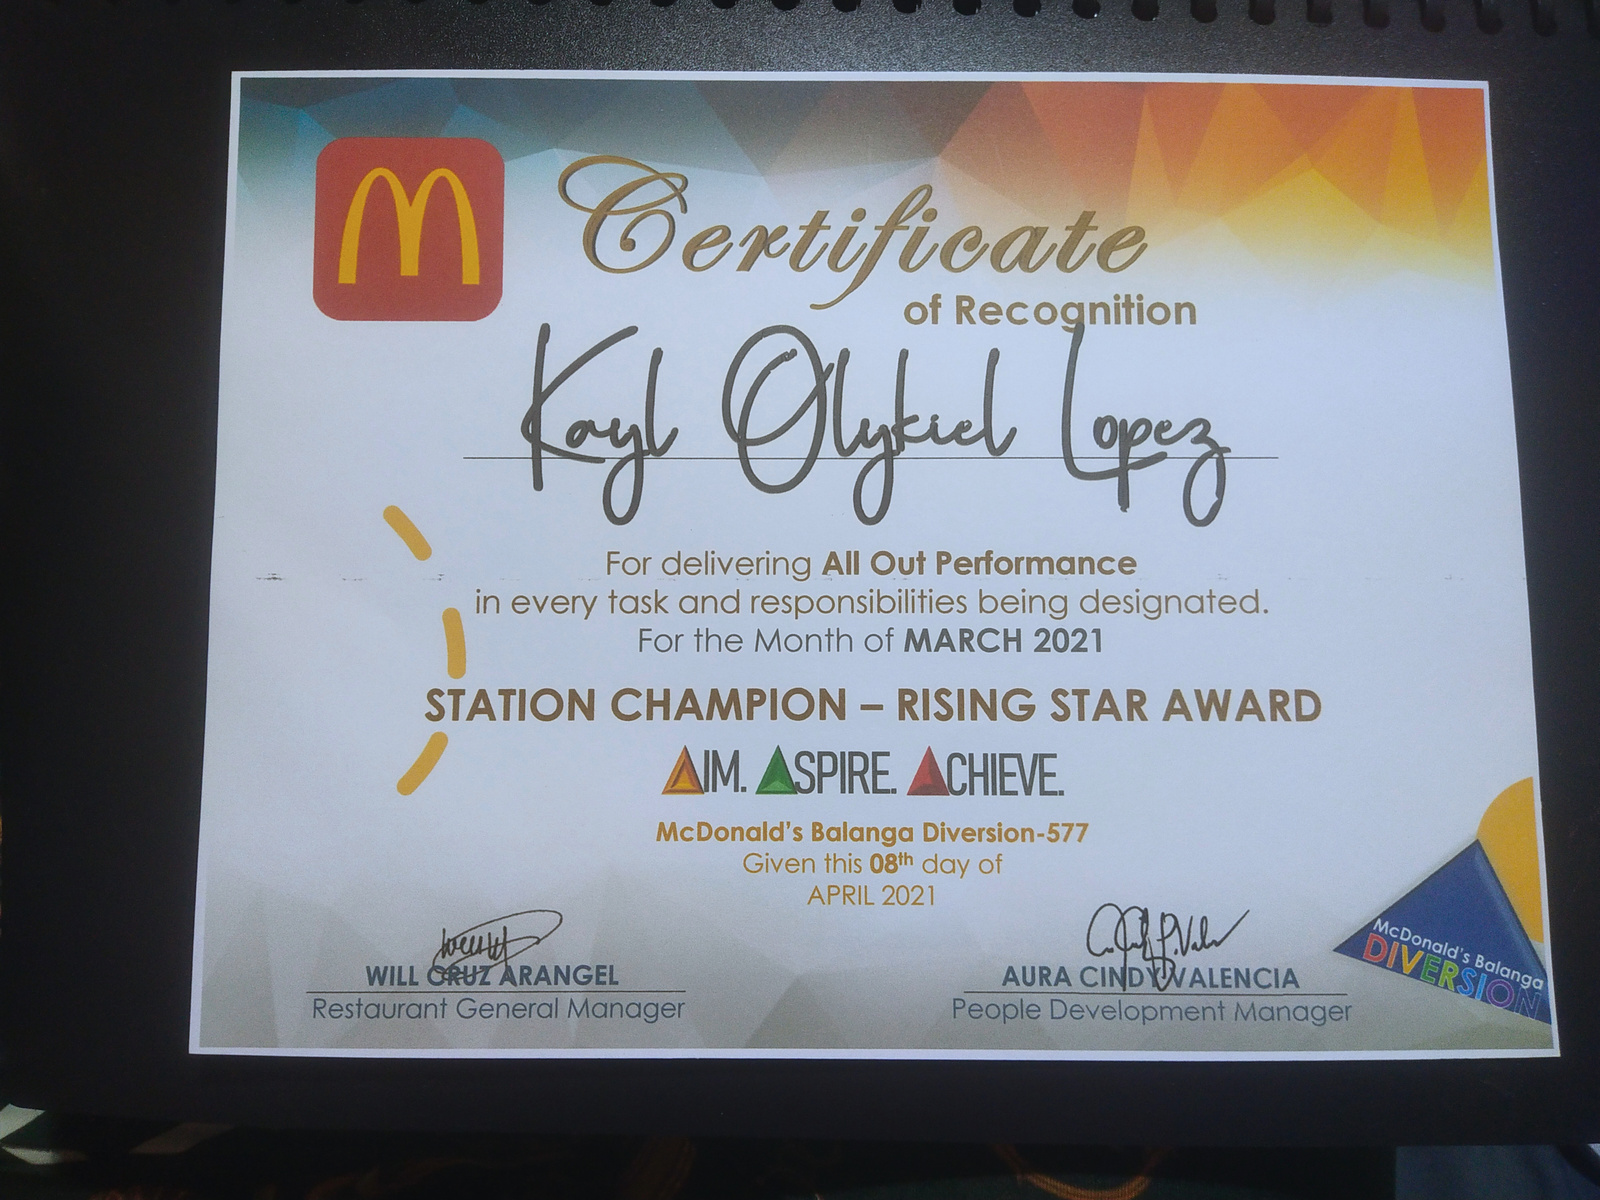 Certificate
of Recognition
Kayl Olykiel Lopez
For delivering All Out Performance
in every task and responsibilities being designated.
For the Month of MARCH 2021
STATION CHAMPION – RISING STAR AWARD
AIM. ASPIRE. ACHIEVE.
McDonald's Balanga Diversion-577
Given this 08th day of
APRIL 2021
WILL CRUZ ARANGEL
Restaurant General Manager
AURA CINDY VALENCIA
People Development Manager
McDonald's Balanga
DIVERSION